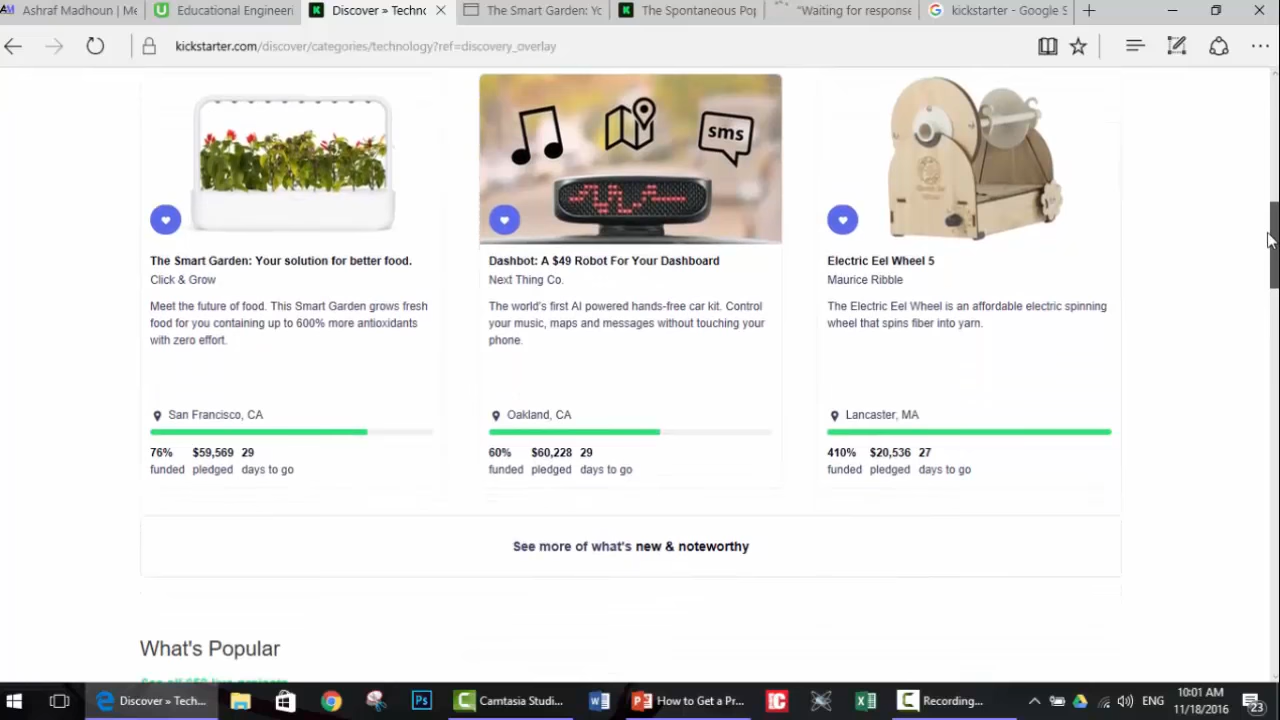 Ashraf Madhoun | Me
Educational Engineeri
Discover » Techno
The Smart Garden: Yo
The Spontaneous Pop
"Waiting for response
kickstarter - Google S
kickstarter.com/discover/categories/technology?ref=discovery_overlay
sms
The Smart Garden: Your solution for better food.
Click & Grow
Meet the future of food. This Smart Garden grows fresh
food for you containing up to 600% more antioxidants
with zero effort.
San Francisco, CA
76% $59,569 29
funded pledged days to go
Dashbot: A $49 Robot For Your Dashboard
Next Thing Co.
The world's first AI powered hands-free car kit. Control
your music, maps and messages without touching your
phone.
Oakland, CA
60% $60,228 29
funded pledged days to go
Electric Eel Wheel 5
Maurice Ribble
The Electric Eel Wheel is an affordable electric spinning
wheel that spins fiber into yarn.
Lancaster, MA
410% $20,536 27
funded pledged days to go
See more of what's new & noteworthy
What's Popular
Discover » Tech...
Camtasia Studi...
How to Get a Pr...
Recording...
ENG
10:01 AM
11/18/2016
23